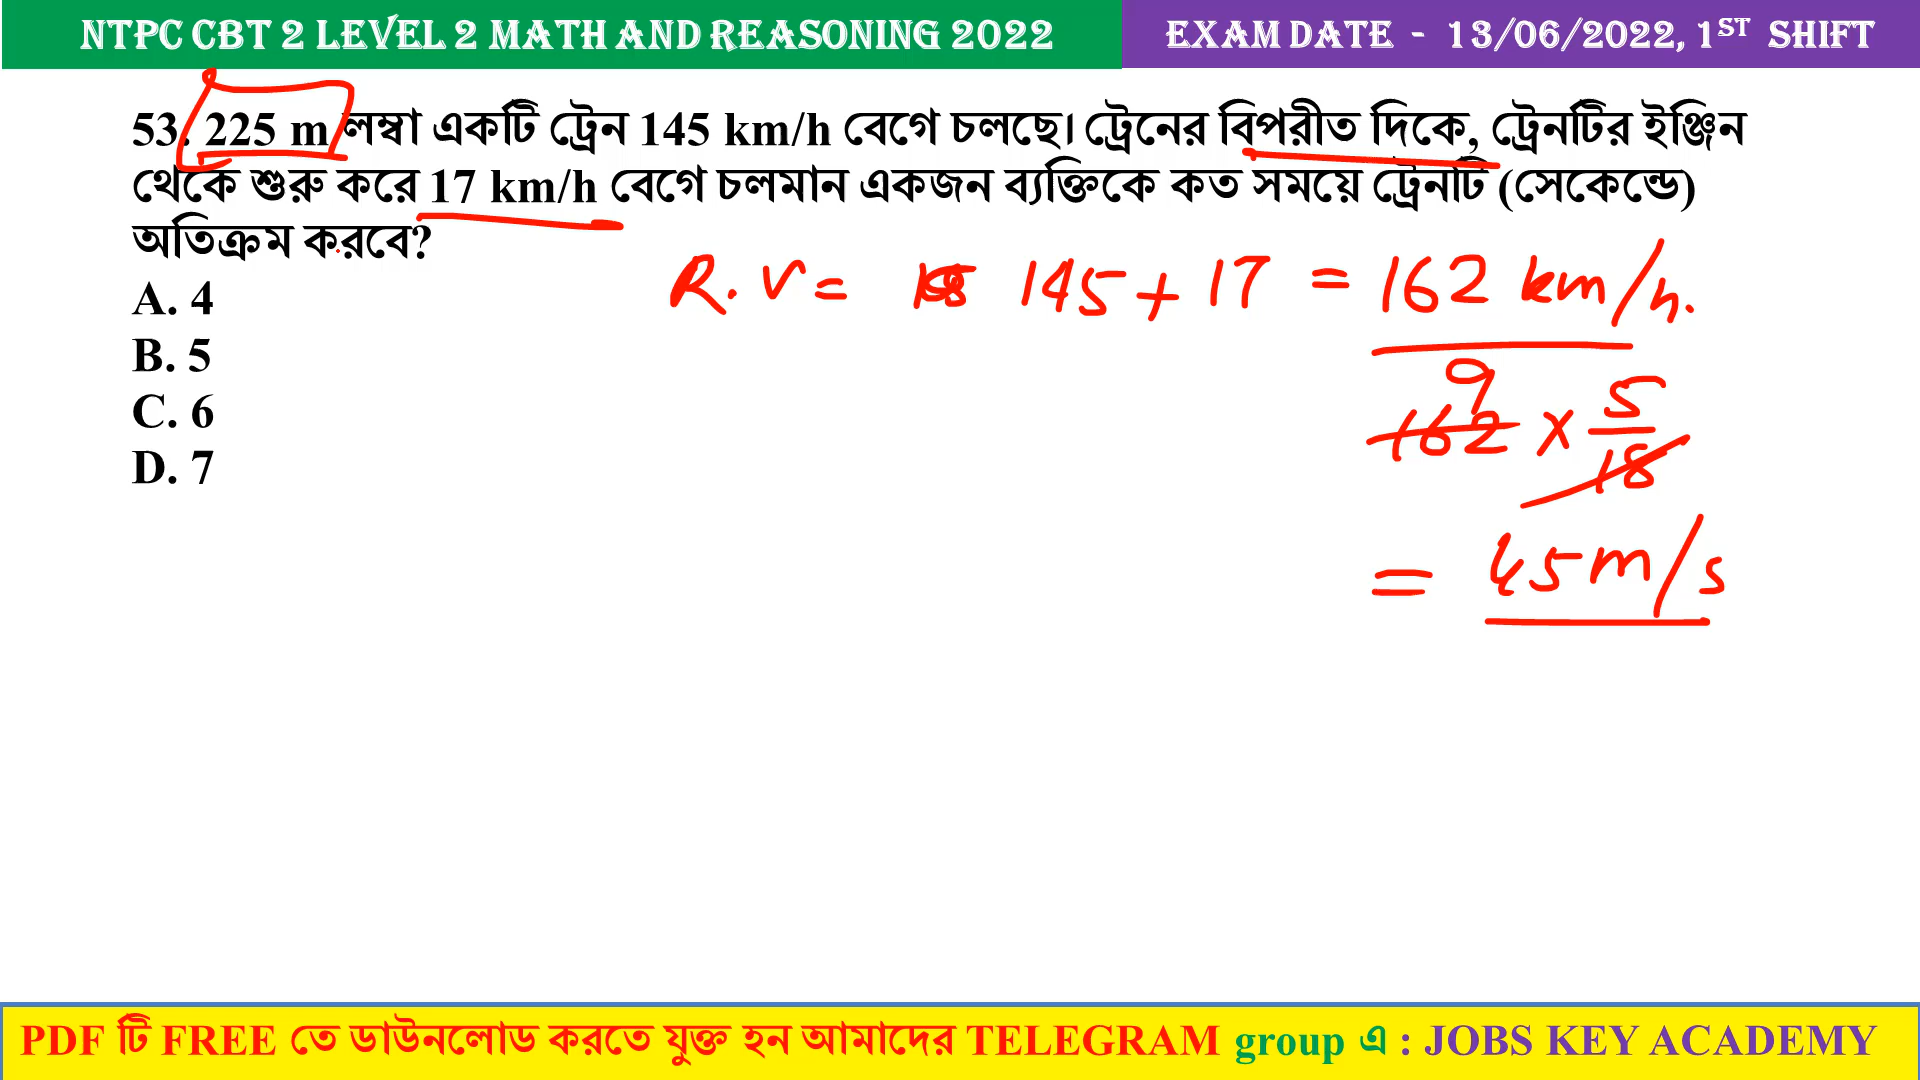 NTPC CBT 2 LEVEL 2 MATH AND REASONING 2022
EXAM DATE - 13/06/2022, 1ST SHIFT
53. 225 m লম্বা একটি ট্রেন 145 km/h বেগে চলছে। ট্রেনের বিপরীত দিকে, ট্রেনটির ইঞ্জিন
থেকে শুরু করে 17 km/h বেগে চলমান একজন ব্যক্তিকে কত সময়ে ট্রেনটি (সেকেন্ডে)
অতিক্রম করবে?
A. 4
B. 5
C. 6
D. 7
R. V = 145 + 17 = 162 km/h.
9
162 × 5
18
= 45 m/s
PDF টি FREE তে ডাউনলোড করতে যুক্ত হন আমাদের TELEGRAM group এ : JOBS KEY ACADEMY